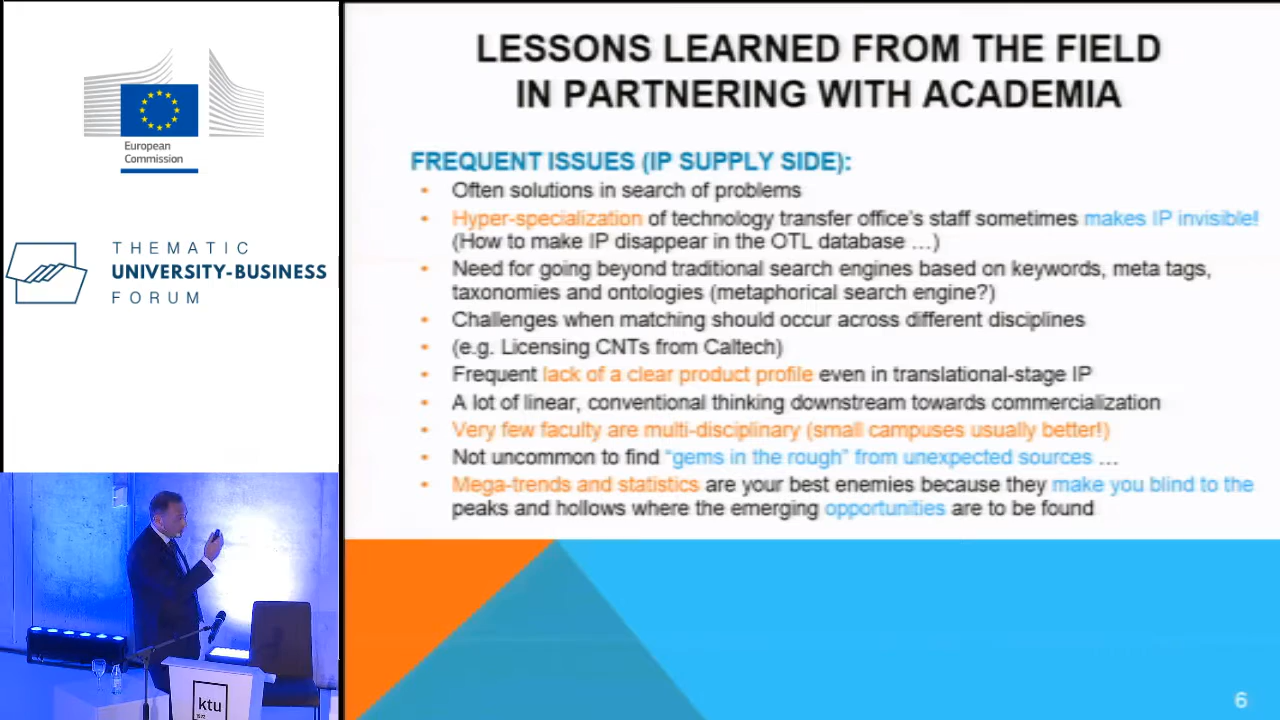 European
Commission
THEMATIC
UNIVERSITY-BUSINESS
FORUM
LESSONS LEARNED FROM THE FIELD
IN PARTNERING WITH ACADEMIA
FREQUENT ISSUES (IP SUPPLY SIDE):
• Often solutions in search of problems
• Hyper-specialization of technology transfer office's staff sometimes makes IP invisible!
(How to make IP disappear in the OTL database …)
• Need for going beyond traditional search engines based on keywords, meta tags,
taxonomies and ontologies (metaphorical search engine?)
• Challenges when matching should occur across different disciplines
• (e.g. Licensing CNTs from Caltech)
• Frequent lack of a clear product profile even in translational-stage IP
• A lot of linear, conventional thinking downstream towards commercialization
• Very few faculty are multi-disciplinary (small campuses usually better!)
• Not uncommon to find “gems in the rough” from unexpected sources …
• Mega-trends and statistics are your best enemies because they make you blind to the
peaks and hollows where the emerging opportunities are to be found
6
ktu
1922